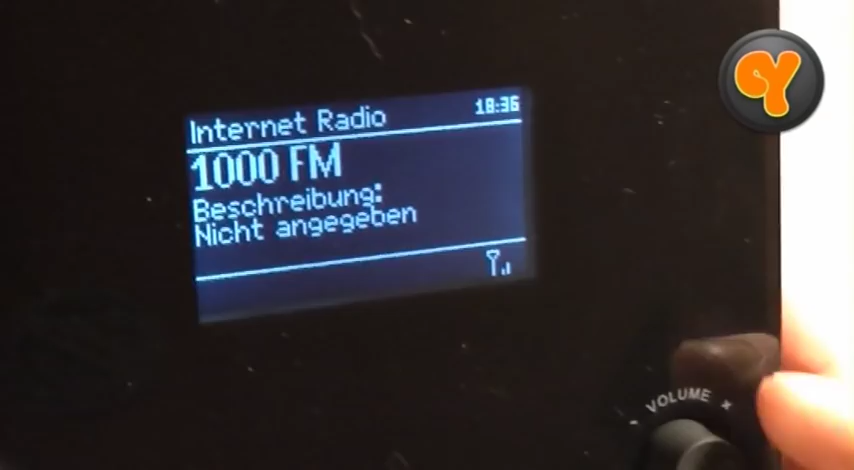 Internet Radio 18:36
1000 FM
Beschreibung:
Nicht angegeben
- VOLUME +